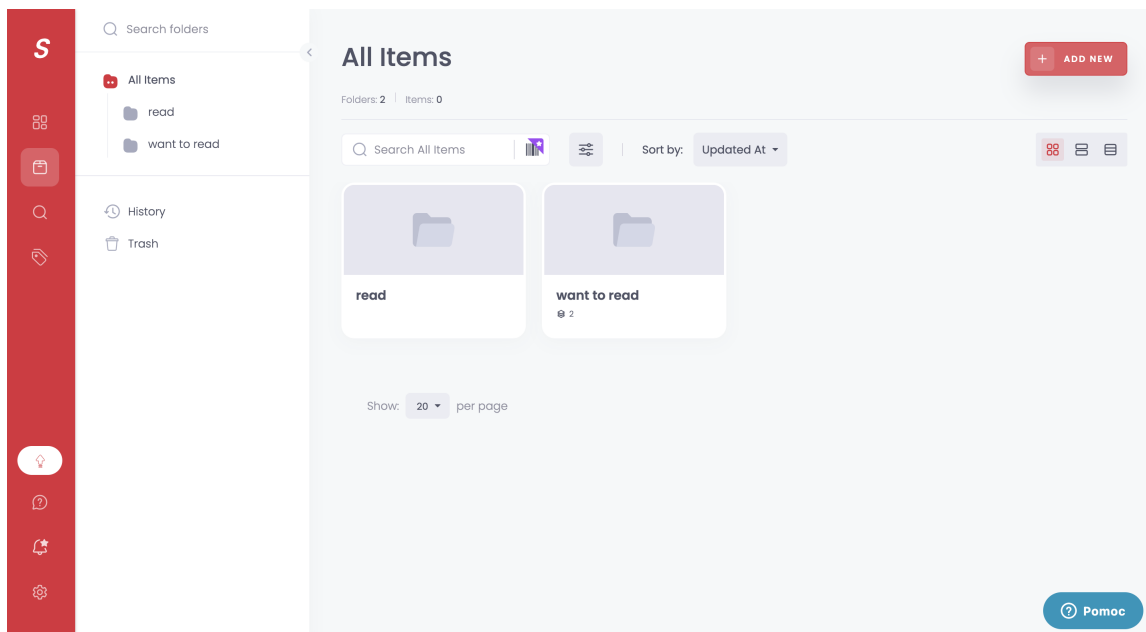 S
Search folders
All Items
read
want to read
History
Trash
All Items
ADD NEW
Folders: 2 Items: 0
Search All Items
Sort by: Updated At
read
want to read
2
Show: 20 per page
Pomoc